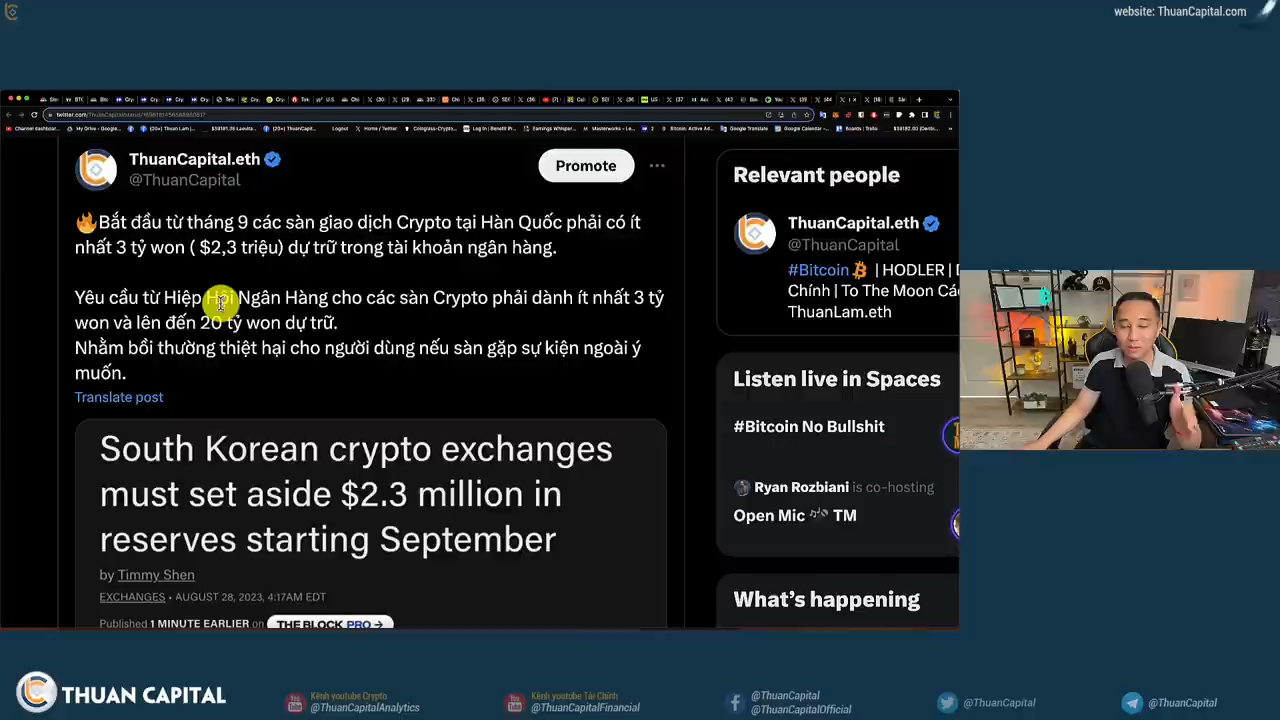 website: ThuanCapital.com
ThuanCapital.eth
@ThuanCapital
Promote
🔥Bắt đầu từ tháng 9 các sàn giao dịch Crypto tại Hàn Quốc phải có ít
nhất 3 tỷ won ( $2,3 triệu) dự trữ trong tài khoản ngân hàng.
Yêu cầu từ Hiệp Hội Ngân Hàng cho các sàn Crypto phải dành ít nhất 3 tỷ
won và lên đến 20 tỷ won dự trữ.
Nhằm bồi thường thiệt hại cho người dùng nếu sàn gặp sự kiện ngoài ý
muốn.
Translate post
South Korean crypto exchanges
must set aside $2.3 million in
reserves starting September
by Timmy Shen
EXCHANGES • AUGUST 28, 2023, 4:17AM EDT
Published 1 MINUTE EARLIER on THE BLOCK PRO →
Relevant people
ThuanCapital.eth
@ThuanCapital
#Bitcoin | HODLER |
Chính | To The Moon
ThuanLam.eth
Listen live in Spaces
#Bitcoin No Bullshit
Ryan Rozbiani is co-hosting
Open Mic 🎶 TM
What's happening
THUAN CAPITAL
Kênh youtube Crypto
@ThuanCapitalAnalytics
Kênh youtube Tài Chính
@ThuanCapitalFinancial
@ThuanCapital
@ThuanCapitalOfficial
@ThuanCapital
@ThuanCapital